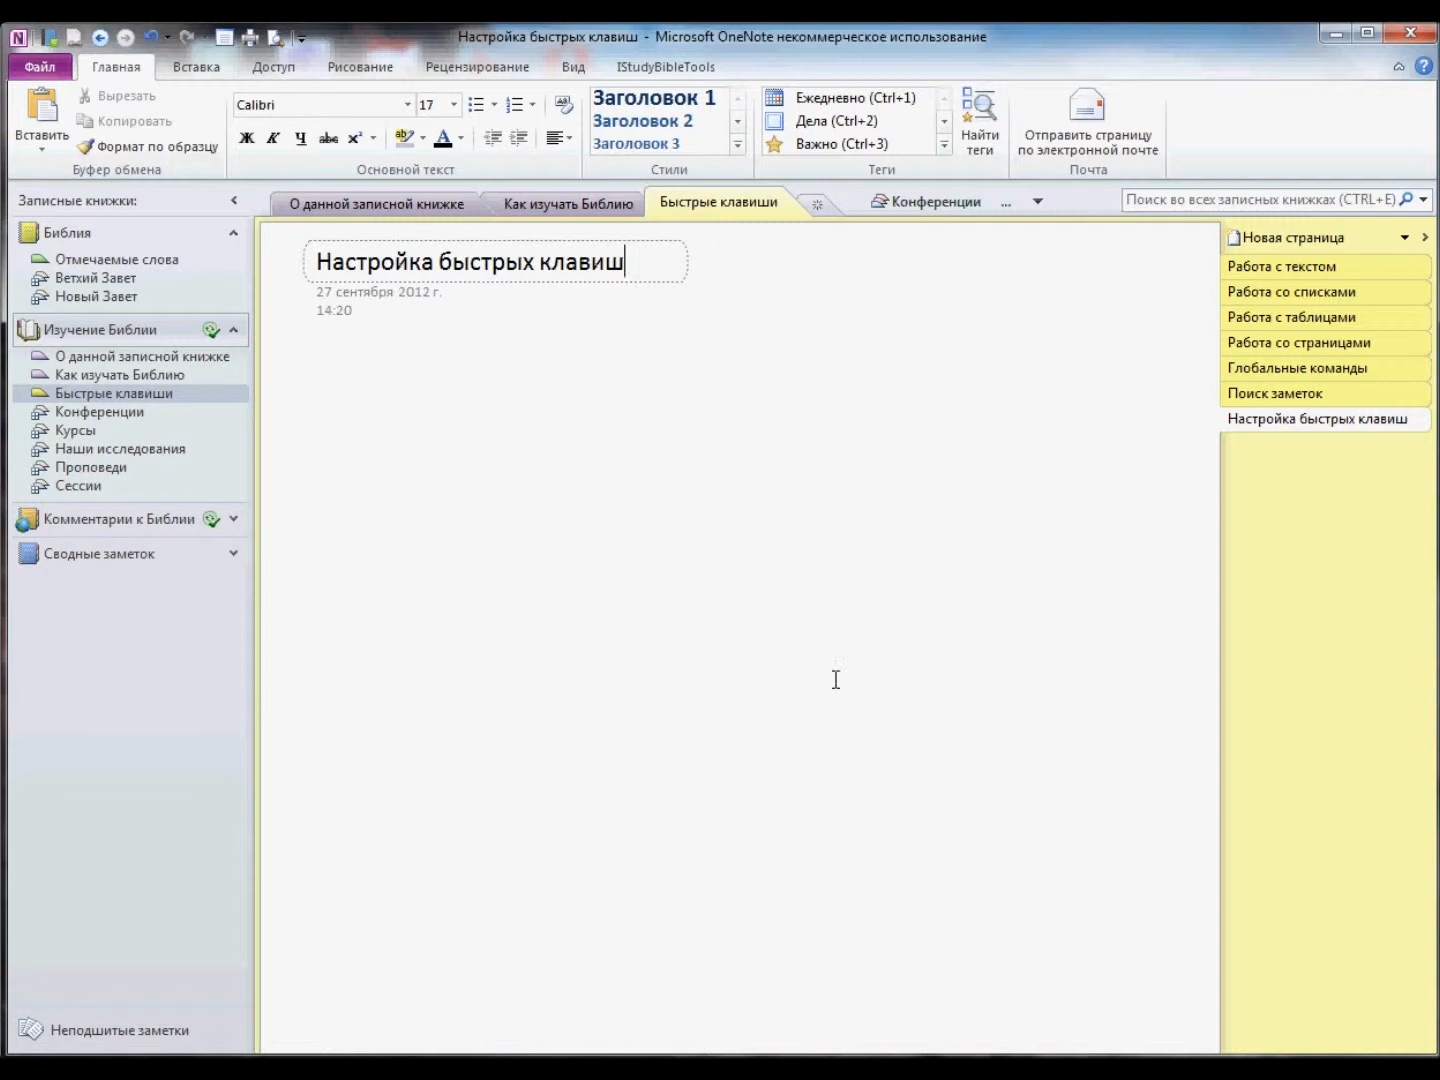 Настройка быстрых клавиш - Microsoft OneNote некоммерческое использование
Файл Главная Вставка Доступ Рисование Рецензирование Вид IStudyBibleTools
Вставить
Вырезать
Копировать
Формат по образцу
Буфер обмена
Calibri 17
Ж К Ч abc x² ab A
Основной текст
Заголовок 1
Заголовок 2
Заголовок 3
Стили
Ежедневно (Ctrl+1)
Дела (Ctrl+2)
Важно (Ctrl+3)
Теги
Найти
теги
Отправить страницу
по электронной почте
Почта
Записные книжки:
О данной записной книжке Как изучать Библию Быстрые клавиши Конференции ...
Поиск во всех записных книжках (CTRL+E)
Библия
Отмечаемые слова
Ветхий Завет
Новый Завет
Изучение Библии
О данной записной книжке
Как изучать Библию
Быстрые клавиши
Конференции
Курсы
Наши исследования
Проповеди
Сессии
Комментарии к Библии
Сводные заметок
Неподшитые заметки
Настройка быстрых клавиш
27 сентября 2012 г.
14:20
Новая страница
Работа с текстом
Работа со списками
Работа с таблицами
Работа со страницами
Глобальные команды
Поиск заметок
Настройка быстрых клавиш